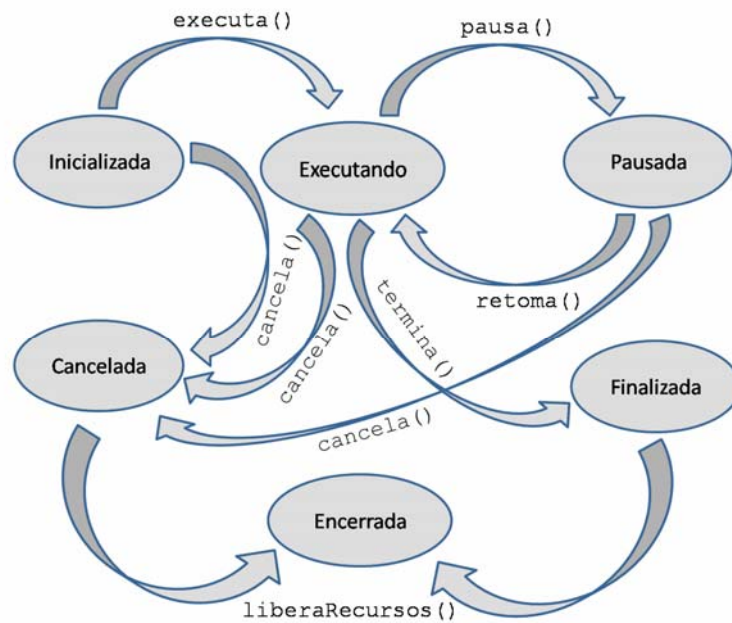 executa()
pausa()
Inicializada
Executando
Pausada
cancela()
cancela()
termina()
retoma()
Cancelada
Finalizada
cancela()
Encerrada
liberaRecursos()